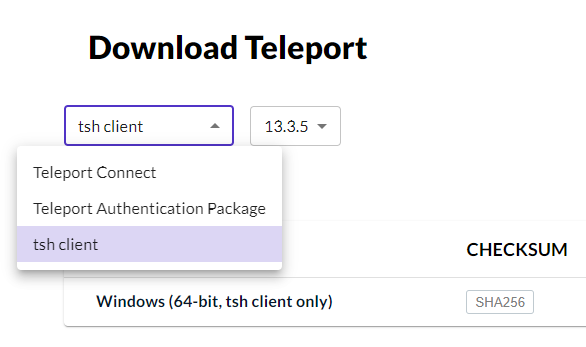 Download Teleport
tsh client
13.3.5
Teleport Connect
Teleport Authentication Package
tsh client
CHECKSUM
Windows (64-bit, tsh client only)
SHA256